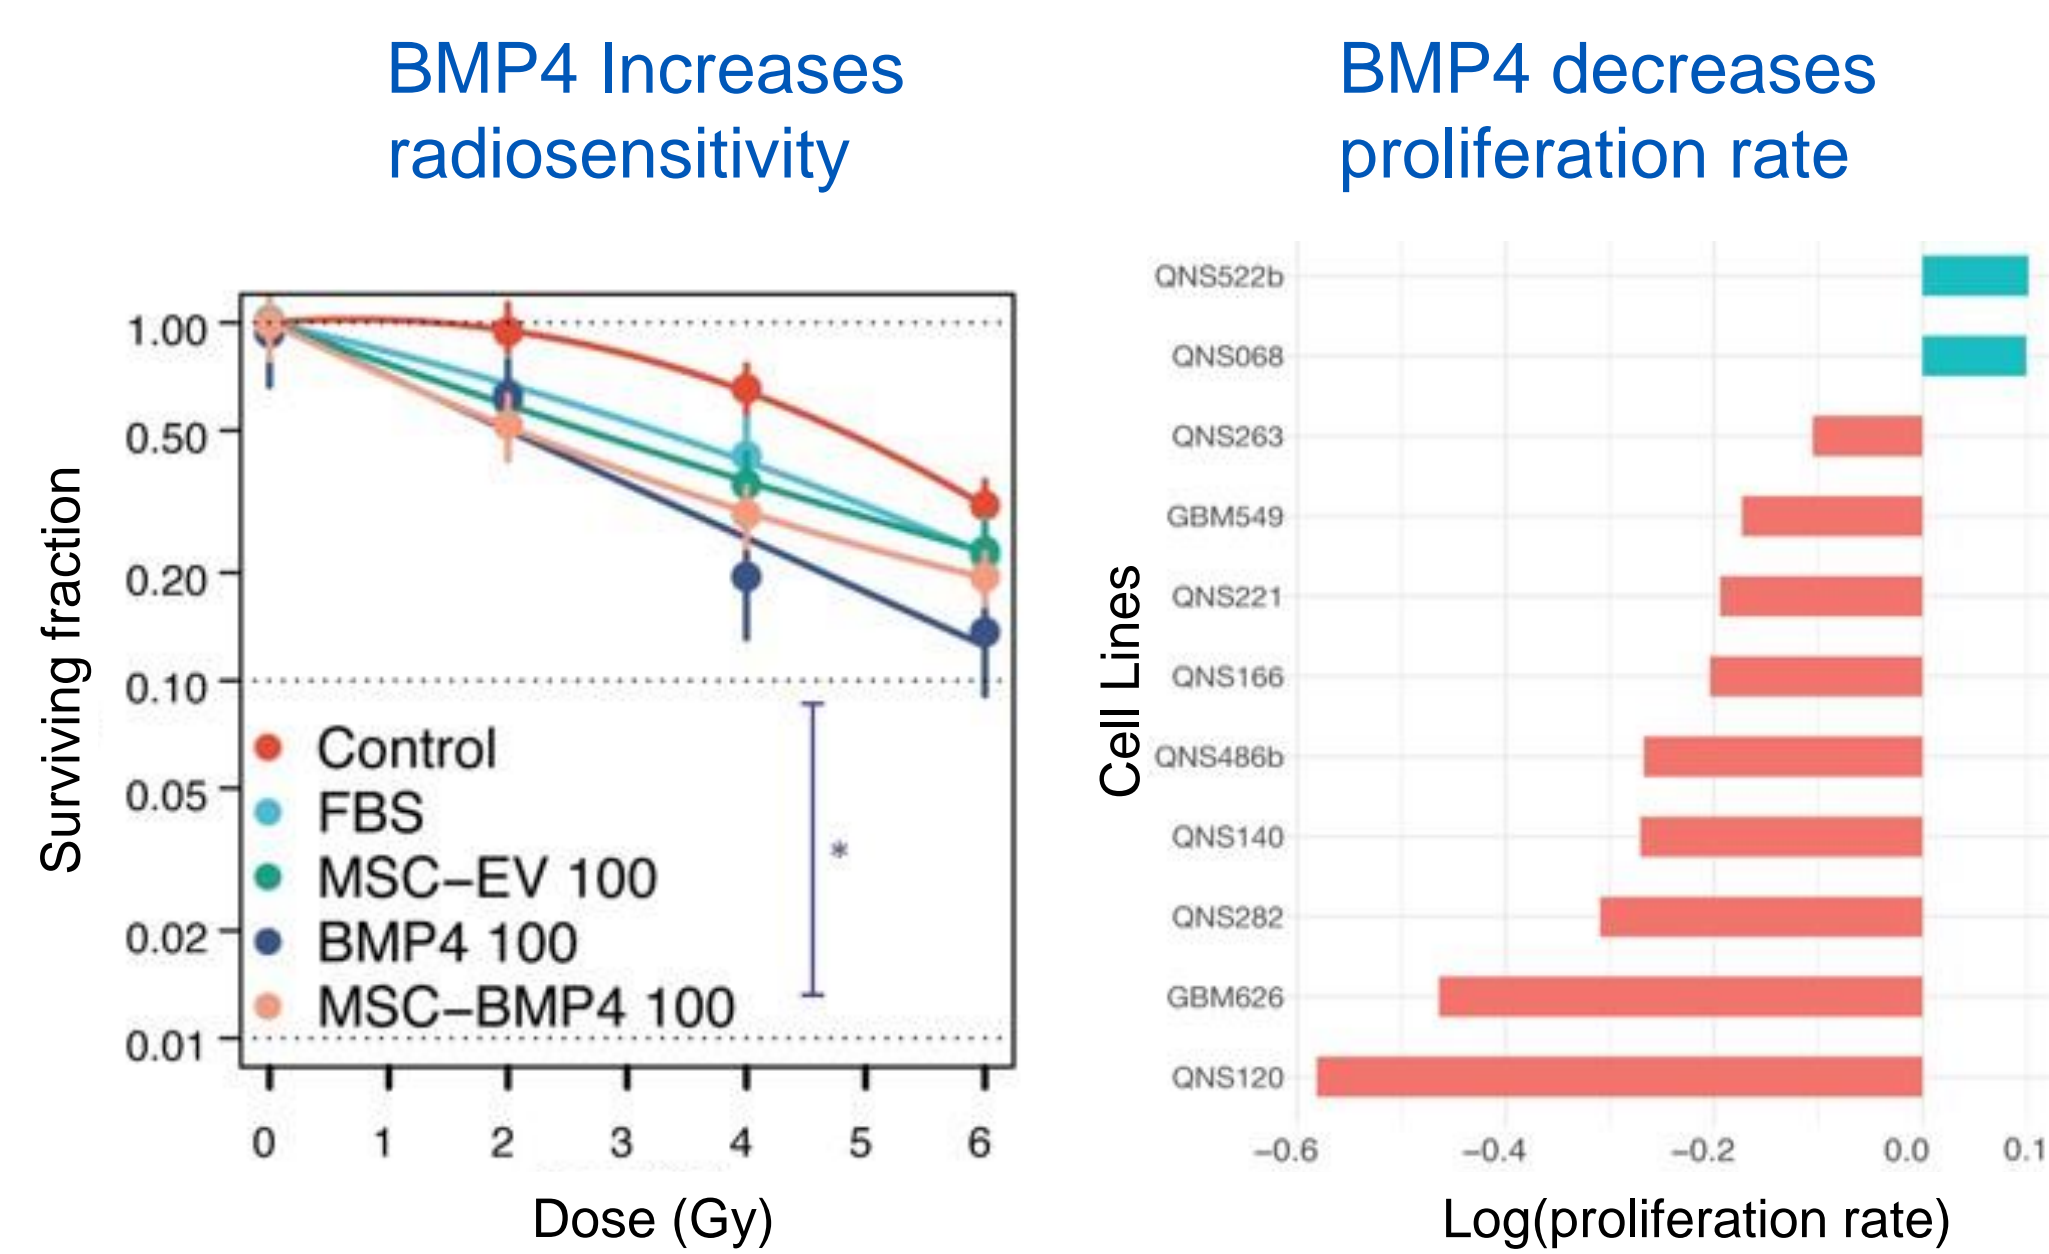 BMP4 Increases
radiosensitivity
Surviving fraction
1.00
0.50
0.20
0.10
0.05
0.02
0.01
Control
FBS
MSC–EV 100
BMP4 100
MSC–BMP4 100
*
0 1 2 3 4 5 6
Dose (Gy)
BMP4 decreases
proliferation rate
Cell Lines
QNS522b
QNS068
QNS263
GBM549
QNS221
QNS166
QNS486b
QNS140
QNS282
GBM626
QNS120
−0.6 −0.4 −0.2 0.0 0.1
Log(proliferation rate)